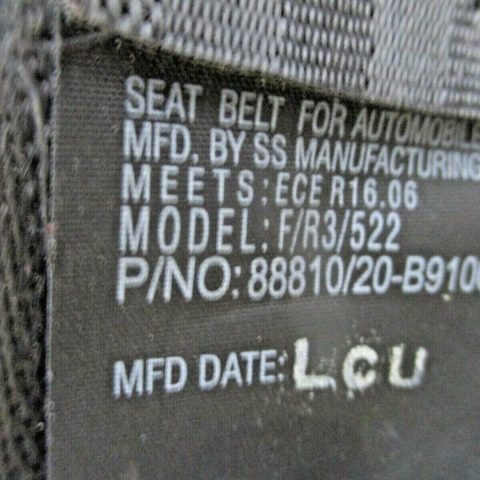 SEAT BELT FOR AUTOMOBILE
MFD. BY SS MANUFACTURING
MEETS: ECE R16.06
MODEL: F/R3/522
P/NO: 88810/20-B910
MFD DATE: LCU